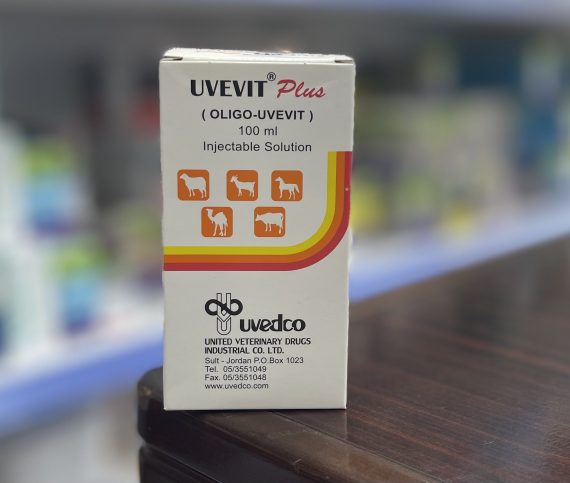 UVEVIT® Plus
( OLIGO-UVEVIT )
100 ml
Injectable Solution
uvedco
UNITED VETERINARY DRUGS
INDUSTRIAL CO. LTD.
Sult - Jordan P.O.Box 1023
Tel. 05/3551049
Fax. 05/3551048
www.uvedco.com